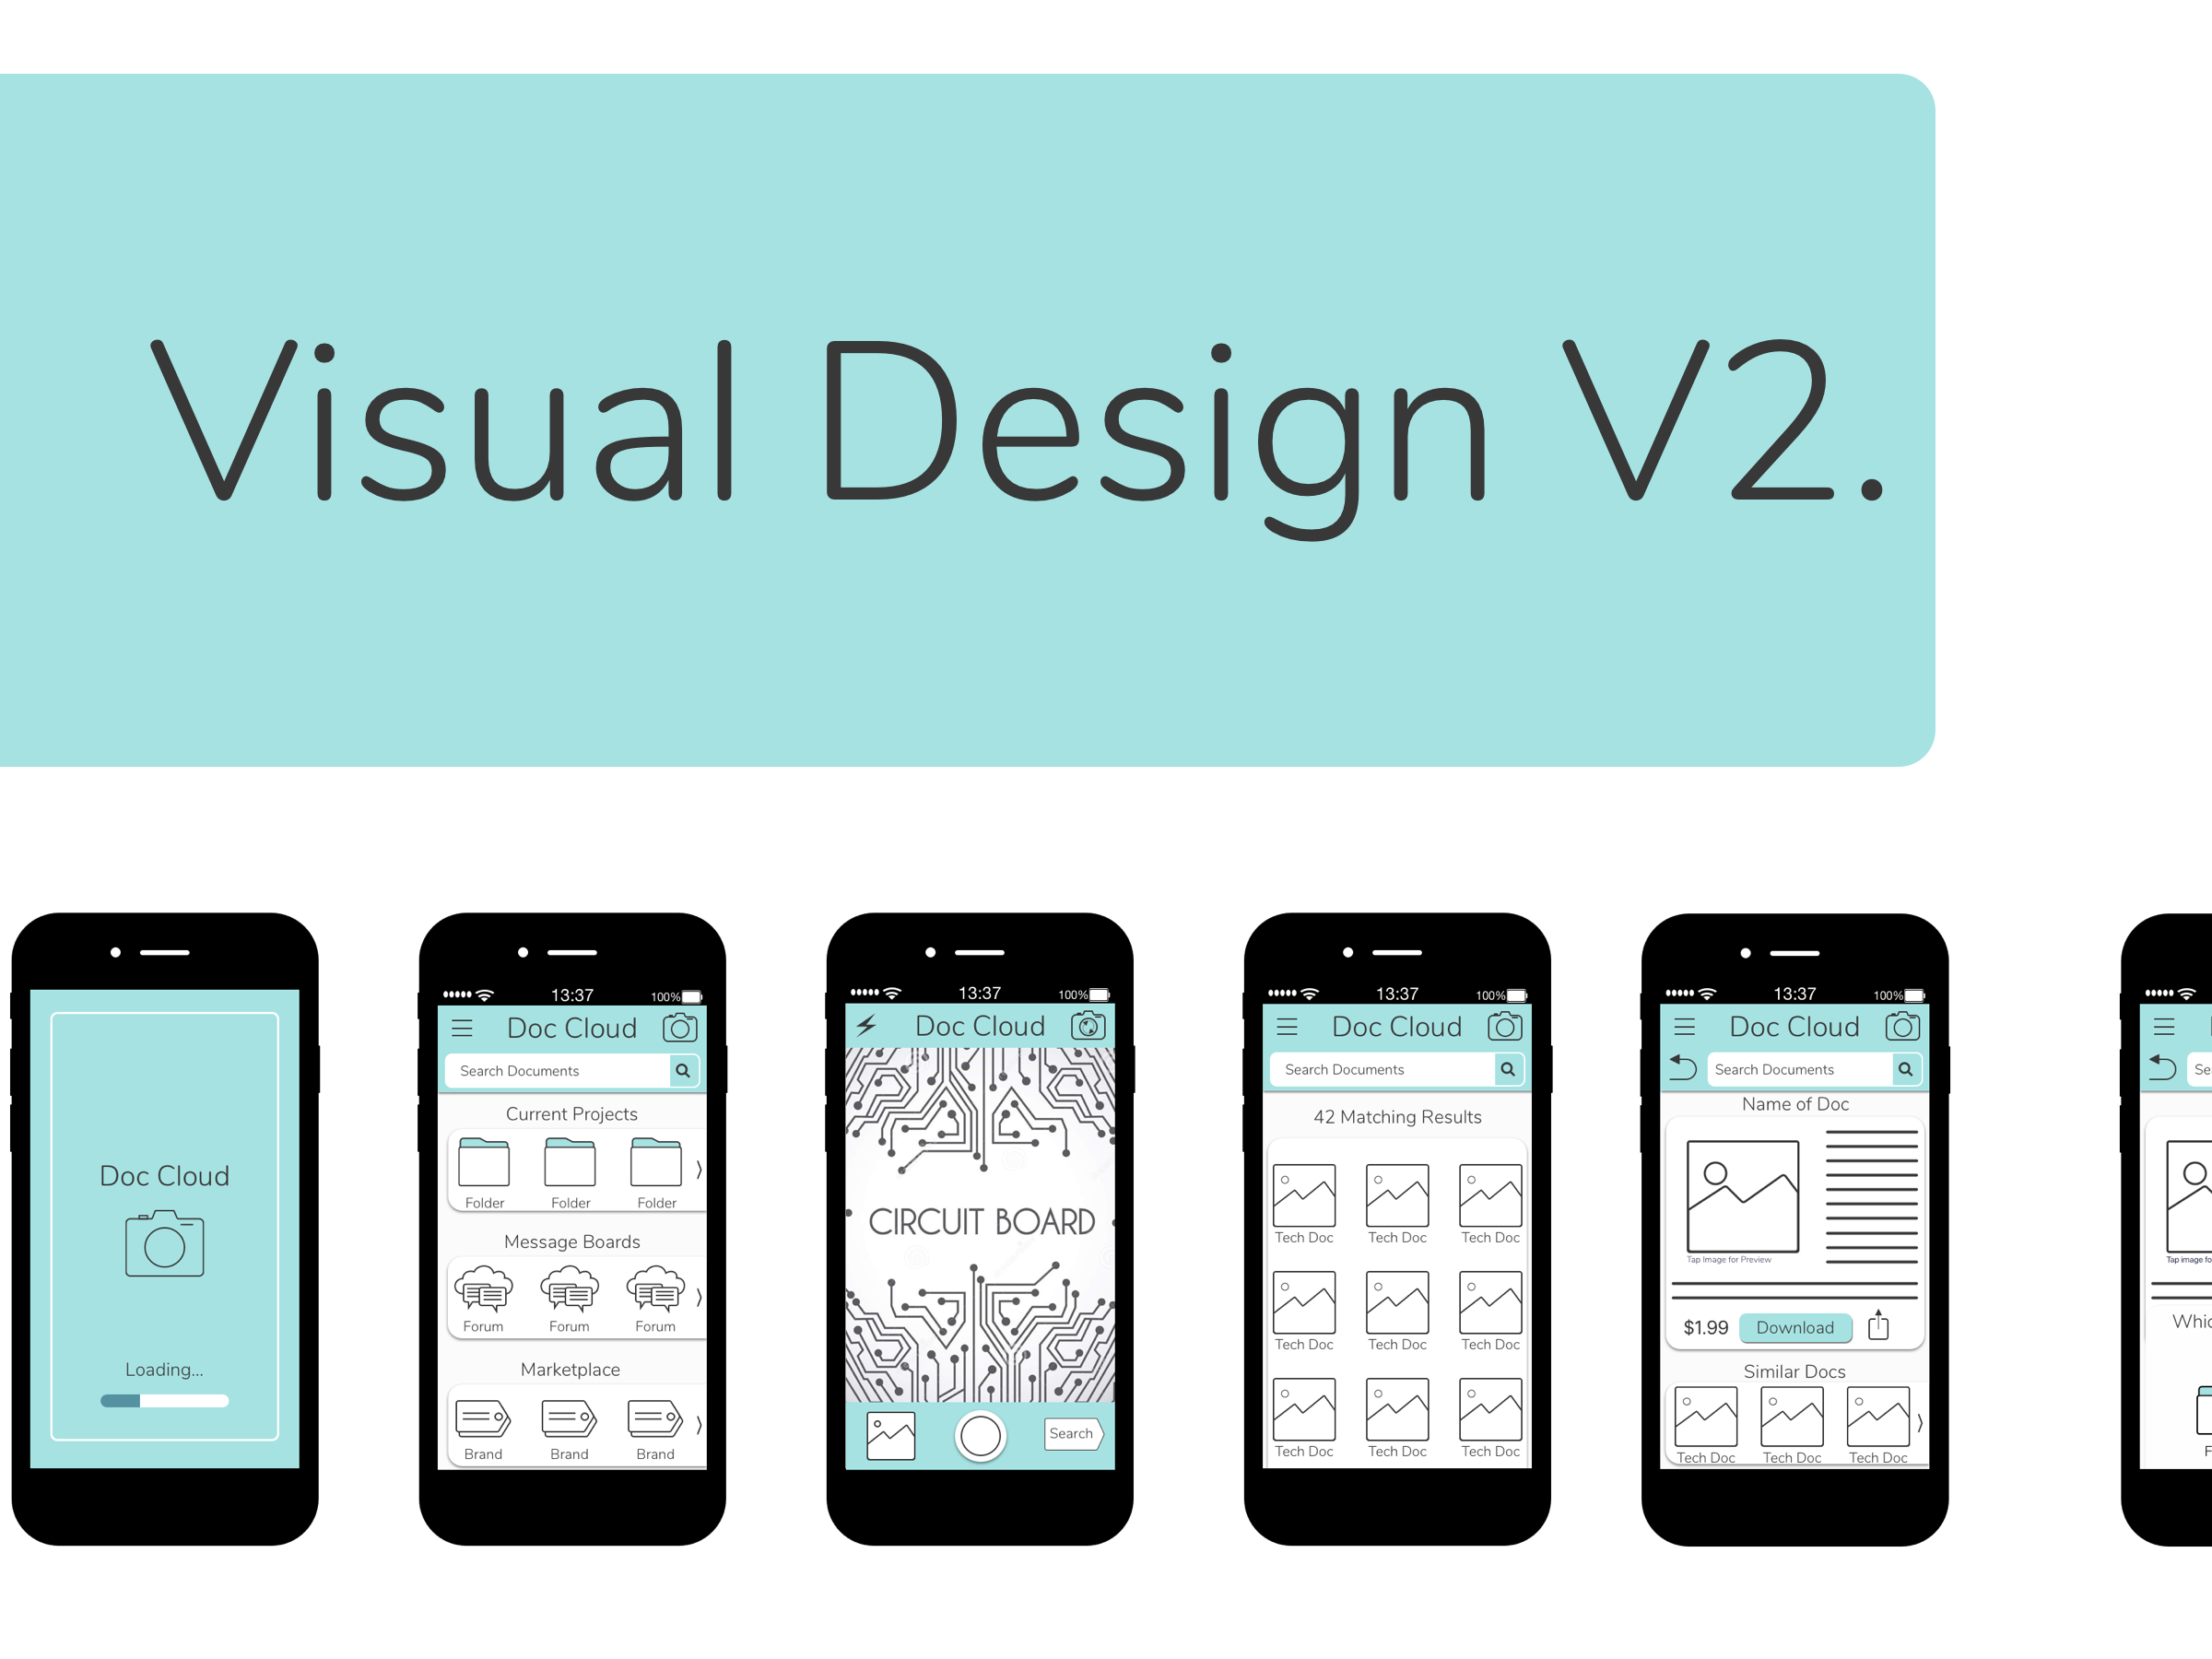 Visual Design V2.
Doc Cloud
Loading...
13:37
100%
Doc Cloud
Search Documents
Current Projects
Folder Folder Folder
Message Boards
Forum Forum Forum
Marketplace
Brand Brand Brand
13:37
100%
Doc Cloud
CIRCUIT BOARD
Search
13:37
100%
Doc Cloud
Search Documents
42 Matching Results
Tech Doc Tech Doc Tech Doc
Tech Doc Tech Doc Tech Doc
Tech Doc Tech Doc Tech Doc
13:37
100%
Doc Cloud
Search Documents
Name of Doc
Tap Image for Preview
$1.99 Download
Similar Docs
Tech Doc Tech Doc Tech Doc
Tap image